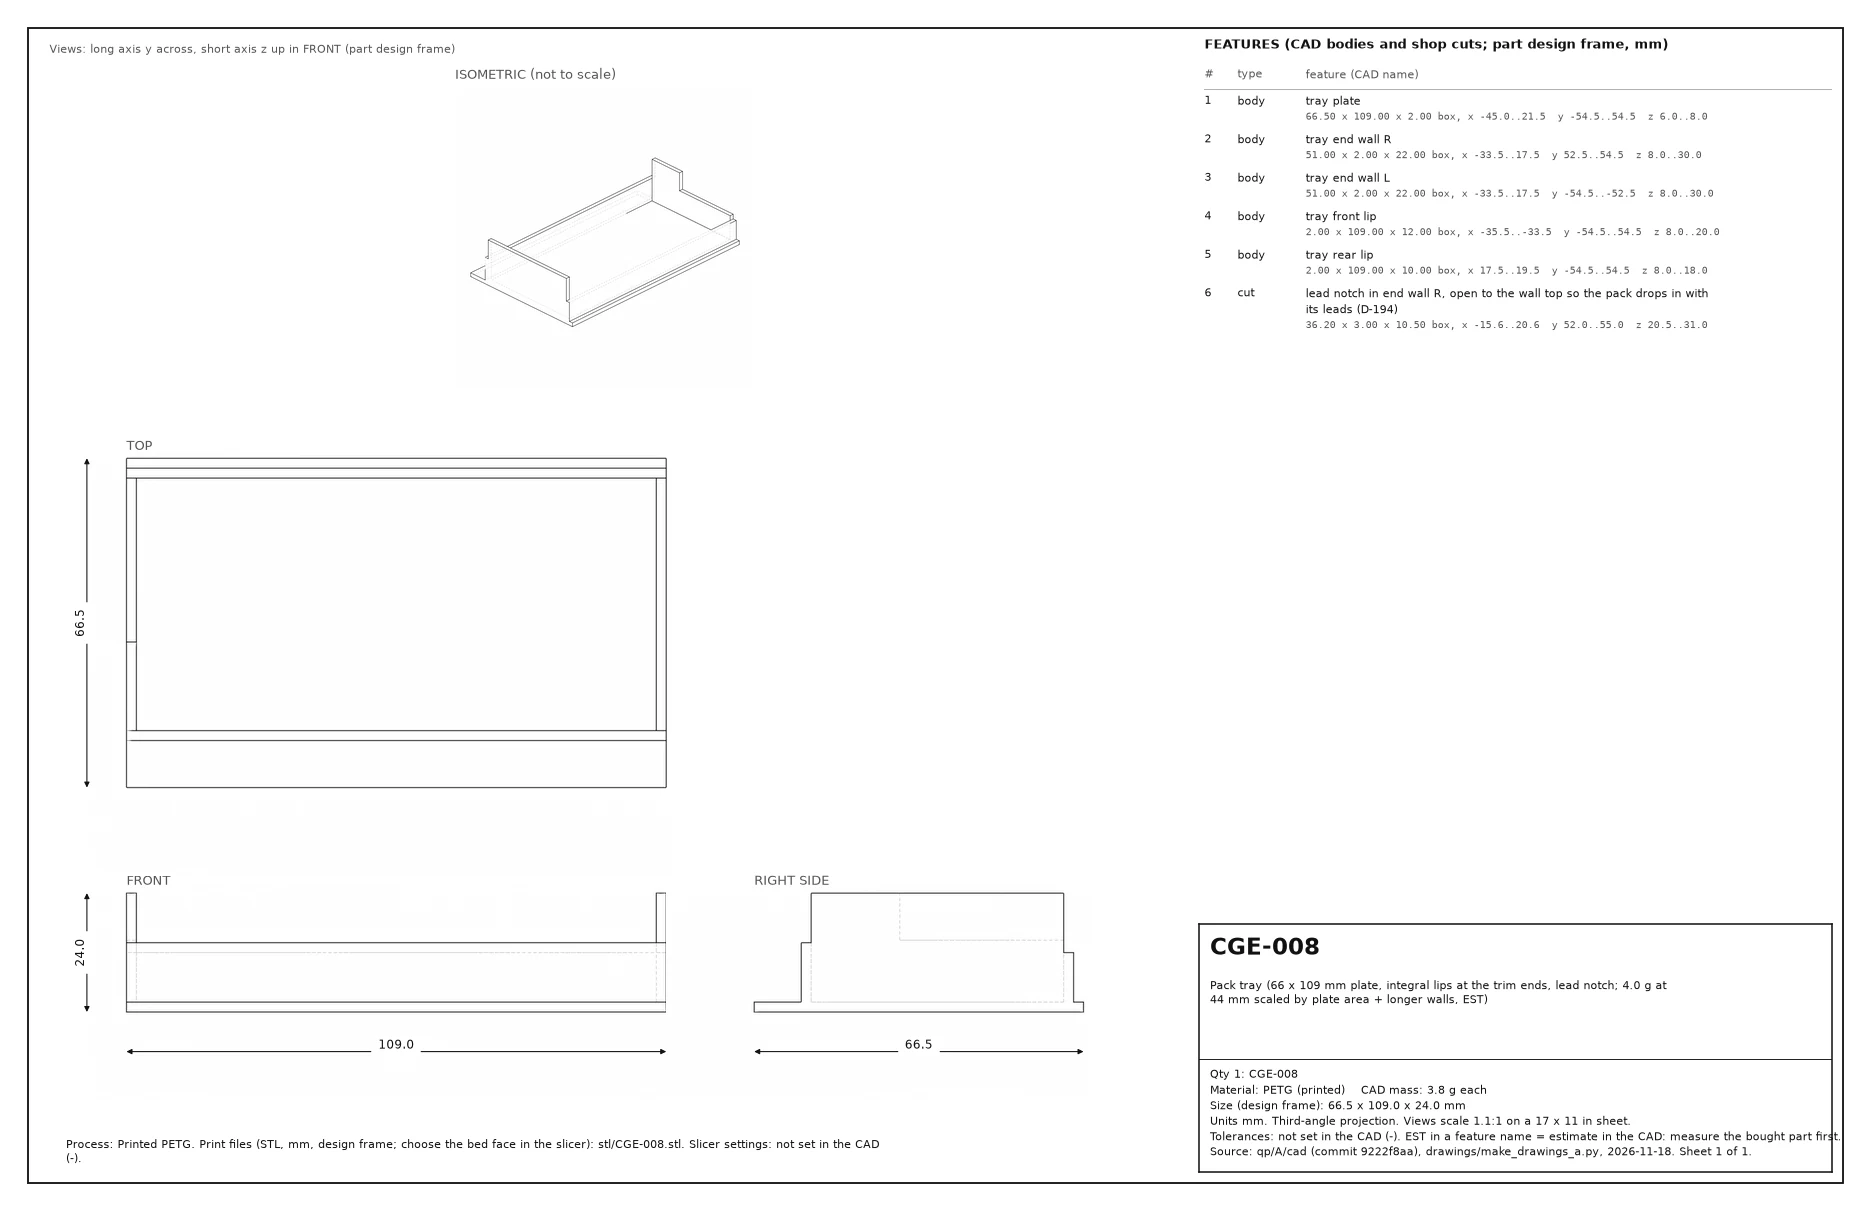 Views: long axis y across, short axis z up in FRONT (part design frame)
ISOMETRIC (not to scale)
FEATURES (CAD bodies and shop cuts; part design frame, mm)
# type feature (CAD name)
1 body tray plate
66.50 x 109.00 x 2.00 box, x -45.0..21.5 y -54.5..54.5 z 6.0..8.0
2 body tray end wall R
51.00 x 2.00 x 22.00 box, x -33.5..17.5 y 52.5..54.5 z 8.0..30.0
3 body tray end wall L
51.00 x 2.00 x 22.00 box, x -33.5..17.5 y -54.5..-52.5 z 8.0..30.0
4 body tray front lip
2.00 x 109.00 x 12.00 box, x -35.5..-33.5 y -54.5..54.5 z 8.0..20.0
5 body tray rear lip
2.00 x 109.00 x 10.00 box, x 17.5..19.5 y -54.5..54.5 z 8.0..18.0
6 cut lead notch in end wall R, open to the wall top so the pack drops in with
its leads (D-194)
36.20 x 3.00 x 10.50 box, x -15.6..20.6 y 52.0..55.0 z 20.5..31.0
TOP
66.5
FRONT
24.0
109.0
RIGHT SIDE
66.5
Process: Printed PETG. Print files (STL, mm, design frame; choose the bed face in the slicer): stl/CGE-008.stl. Slicer settings: not set in the CAD
(-).
CGE-008
Pack tray (66 x 109 mm plate, integral lips at the trim ends, lead notch; 4.0 g at
44 mm scaled by plate area + longer walls, EST)
Qty 1: CGE-008
Material: PETG (printed) CAD mass: 3.8 g each
Size (design frame): 66.5 x 109.0 x 24.0 mm
Units mm. Third-angle projection. Views scale 1.1:1 on a 17 x 11 in sheet.
Tolerances: not set in the CAD (-). EST in a feature name = estimate in the CAD: measure the bought part first.
Source: qp/A/cad (commit 9222f8aa), drawings/make_drawings_a.py, 2026-11-18. Sheet 1 of 1.